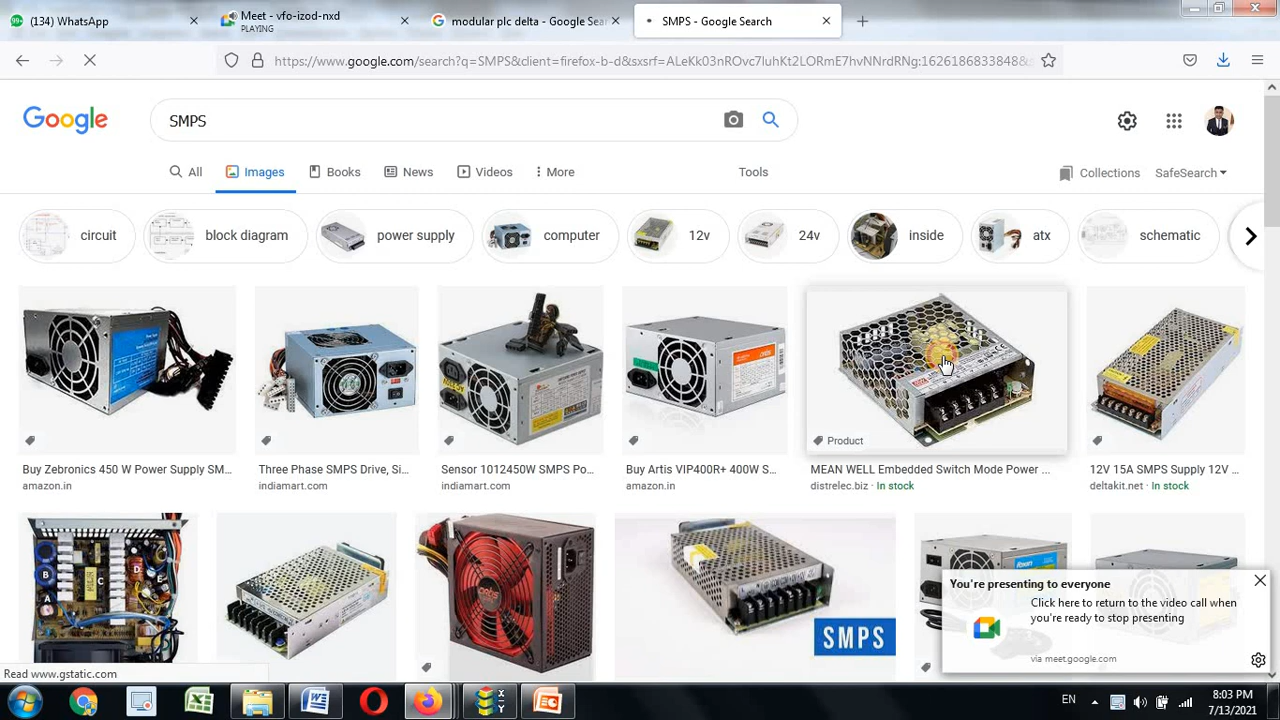 (134) WhatsApp
Meet - vfo-izod-nxd
PLAYING
modular plc delta - Google Sear
SMPS - Google Search
https://www.google.com/search?q=SMPS&client=firefox-b-d&sxsrf=ALeKk03nROvc7luhKt2LORmE7hvNNrdRNg:1626186833848&
Google
SMPS
All
Images
Books
News
Videos
More
Tools
Collections
SafeSearch
circuit
block diagram
power supply
computer
12v
24v
inside
atx
schematic
Product
Buy Zebronics 450 W Power Supply SM...
amazon.in
Three Phase SMPS Drive, Si...
indiamart.com
Sensor 1012450W SMPS Po...
indiamart.com
Buy Artis VIP400R+ 400W S...
amazon.in
MEAN WELL Embedded Switch Mode Power ...
distrelec.biz · In stock
12V 15A SMPS Supply 12V ...
deltakit.net · In stock
B
A
C
D
E
SMPS
You're presenting to everyone
Click here to return to the video call when
you're ready to stop presenting
via meet.google.com
Read www.gstatic.com
EN
8:03 PM
7/13/2021